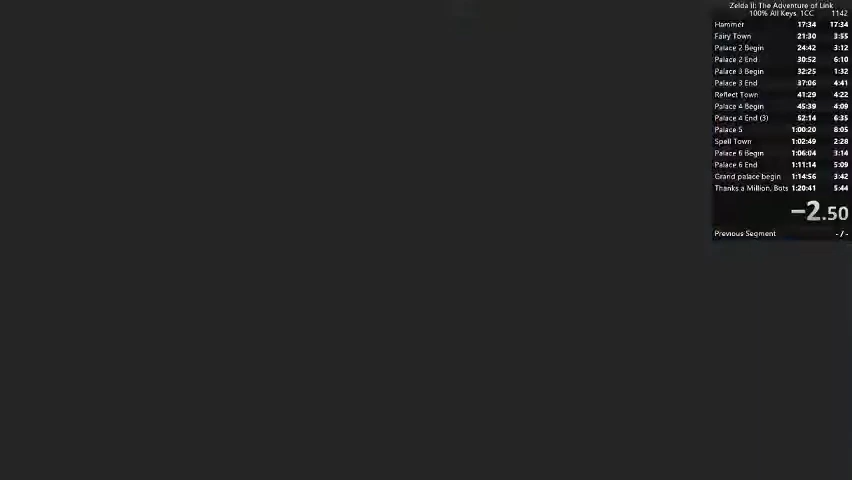 Zelda II: The Adventure of Link
100% All Keys 1CC 1142
Hammer 17:34 17:34
Fairy Town 21:30 3:55
Palace 2 Begin 24:42 3:12
Palace 2 End 30:52 6:10
Palace 3 Begin 32:25 1:32
Palace 3 End 37:06 4:41
Reflect Town 41:29 4:22
Palace 4 Begin 45:39 4:09
Palace 4 End (3) 52:14 6:35
Palace 5 1:00:20 8:05
Spell Town 1:02:49 2:28
Palace 6 Begin 1:06:04 3:14
Palace 6 End 1:11:14 5:09
Grand palace begin 1:14:56 3:42
Thanks a Million, Bots 1:20:41 5:44
−2.50
Previous Segment - / -